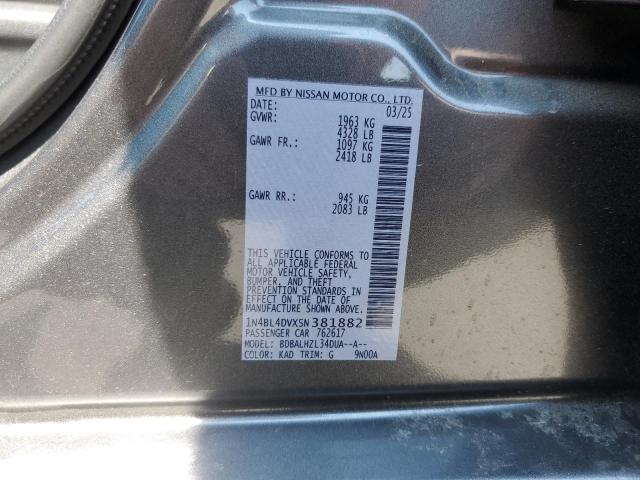 MFD BY NISSAN MOTOR CO., LTD.
DATE: 03/25
GVWR: 1963 KG
4328 LB
GAWR FR.: 1097 KG
2418 LB
GAWR RR.: 945 KG
2083 LB
THIS VEHICLE CONFORMS TO
ALL APPLICABLE FEDERAL
MOTOR VEHICLE SAFETY,
BUMPER, AND THEFT
PREVENTION STANDARDS IN
EFFECT ON THE DATE OF
MANUFACTURE SHOWN ABOVE.
1N4BL4DVXSN381882
PASSENGER CAR 762617
MODEL: BDBALHZL34DUA--A--
COLOR: KAD TRIM: G 9N00A